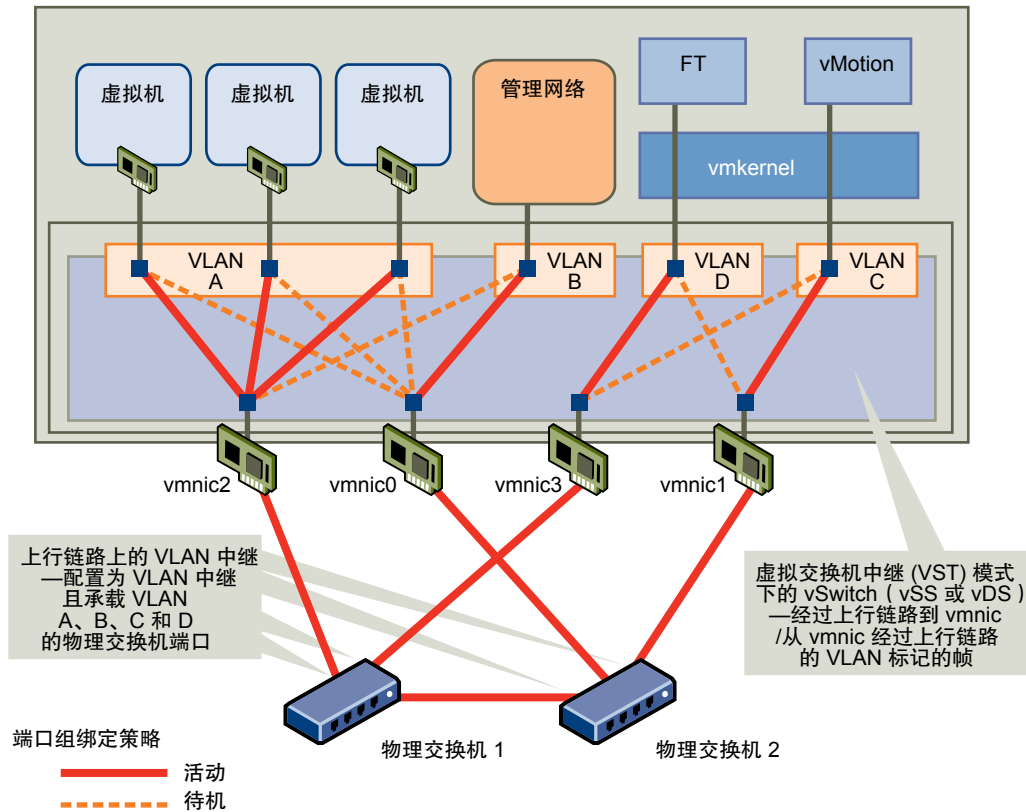 虚拟机
虚拟机
虚拟机
管理网络
FT
vMotion
vmkernel
VLAN
A
VLAN
B
VLAN
D
VLAN
C
vmnic2
vmnic0
vmnic3
vmnic1
上行链路上的 VLAN 中继
—配置为 VLAN 中继
且承载 VLAN
A、B、C 和 D
的物理交换机端口
虚拟交换机中继 (VST) 模式
下的 vSwitch（vSS 或 vDS）
—经过上行链路到 vmnic
/从 vmnic 经过上行链路
的 VLAN 标记的帧
物理交换机 1
物理交换机 2
端口组绑定策略
活动
待机